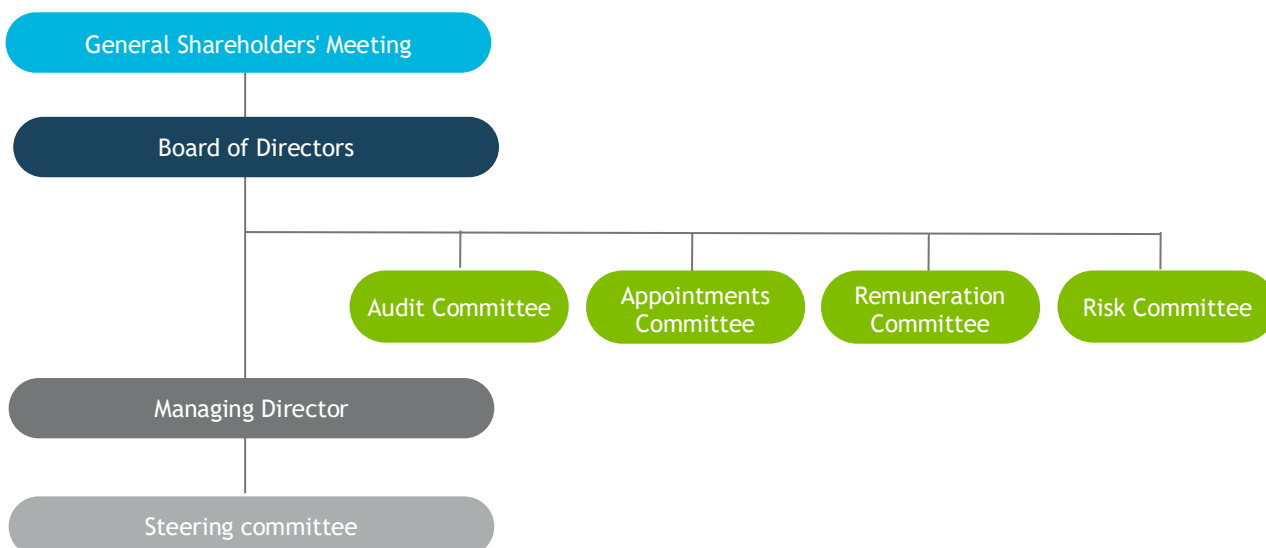 General Shareholders' Meeting
Board of Directors
Audit Committee
Appointments
Committee
Remuneration
Committee
Risk Committee
Managing Director
Steering committee